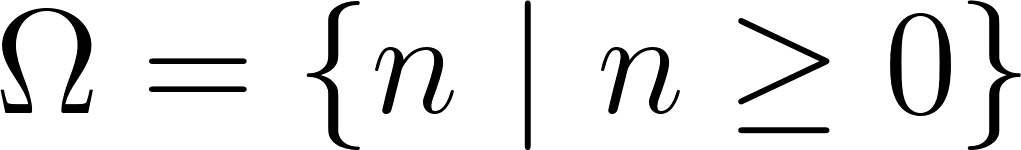 Ω = {n | n ≥ 0}